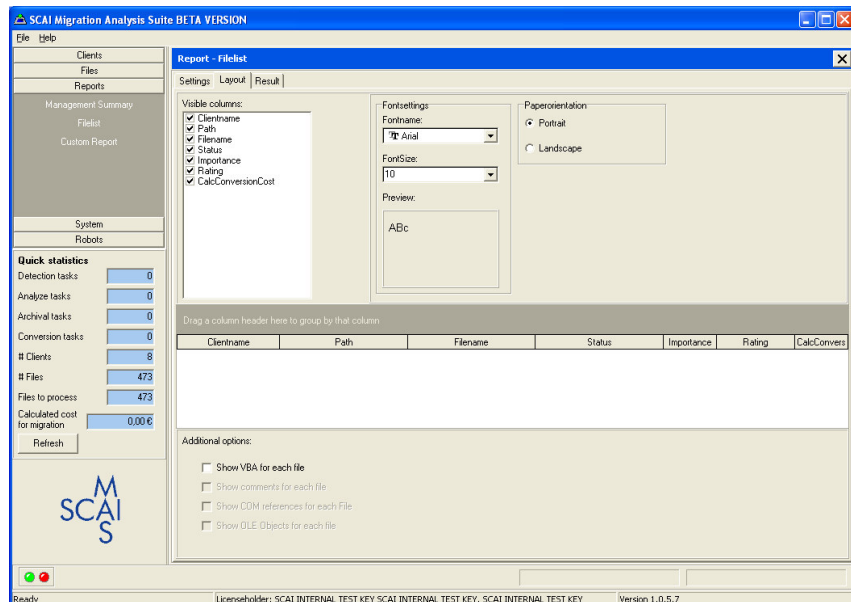 SCAI Migration Analysis Suite BETA VERSION
File Help
Clients
Files
Reports
Management Summary
Filelist
Custom Report
System
Robots
Quick statistics
Detection tasks 0
Analyze tasks 0
Archival tasks 0
Conversion tasks 0
# Clients 8
# Files 473
Files to process 473
Calculated cost
for migration 0,00 €
Refresh
M
SCAI
S
Report - Filelist
Settings Layout Result
Visible columns:
Clientname
Path
Filename
Status
Importance
Rating
CalcConversionCost
Fontsettings
Fontname:
Arial
FontSize:
10
Preview:
ABc
Paperorientation
Portrait
Landscape
Drag a column header here to group by that column
Clientname Path Filename Status Importance Rating CalcConvers
Additional options:
Show VBA for each file
Show comments for each file
Show COM references for each File
Show OLE Objects for each file
Ready Licenseholder: SCAI INTERNAL TEST KEY SCAI INTERNAL TEST KEY, SCAI INTERNAL TEST KEY Version 1.0.5.7